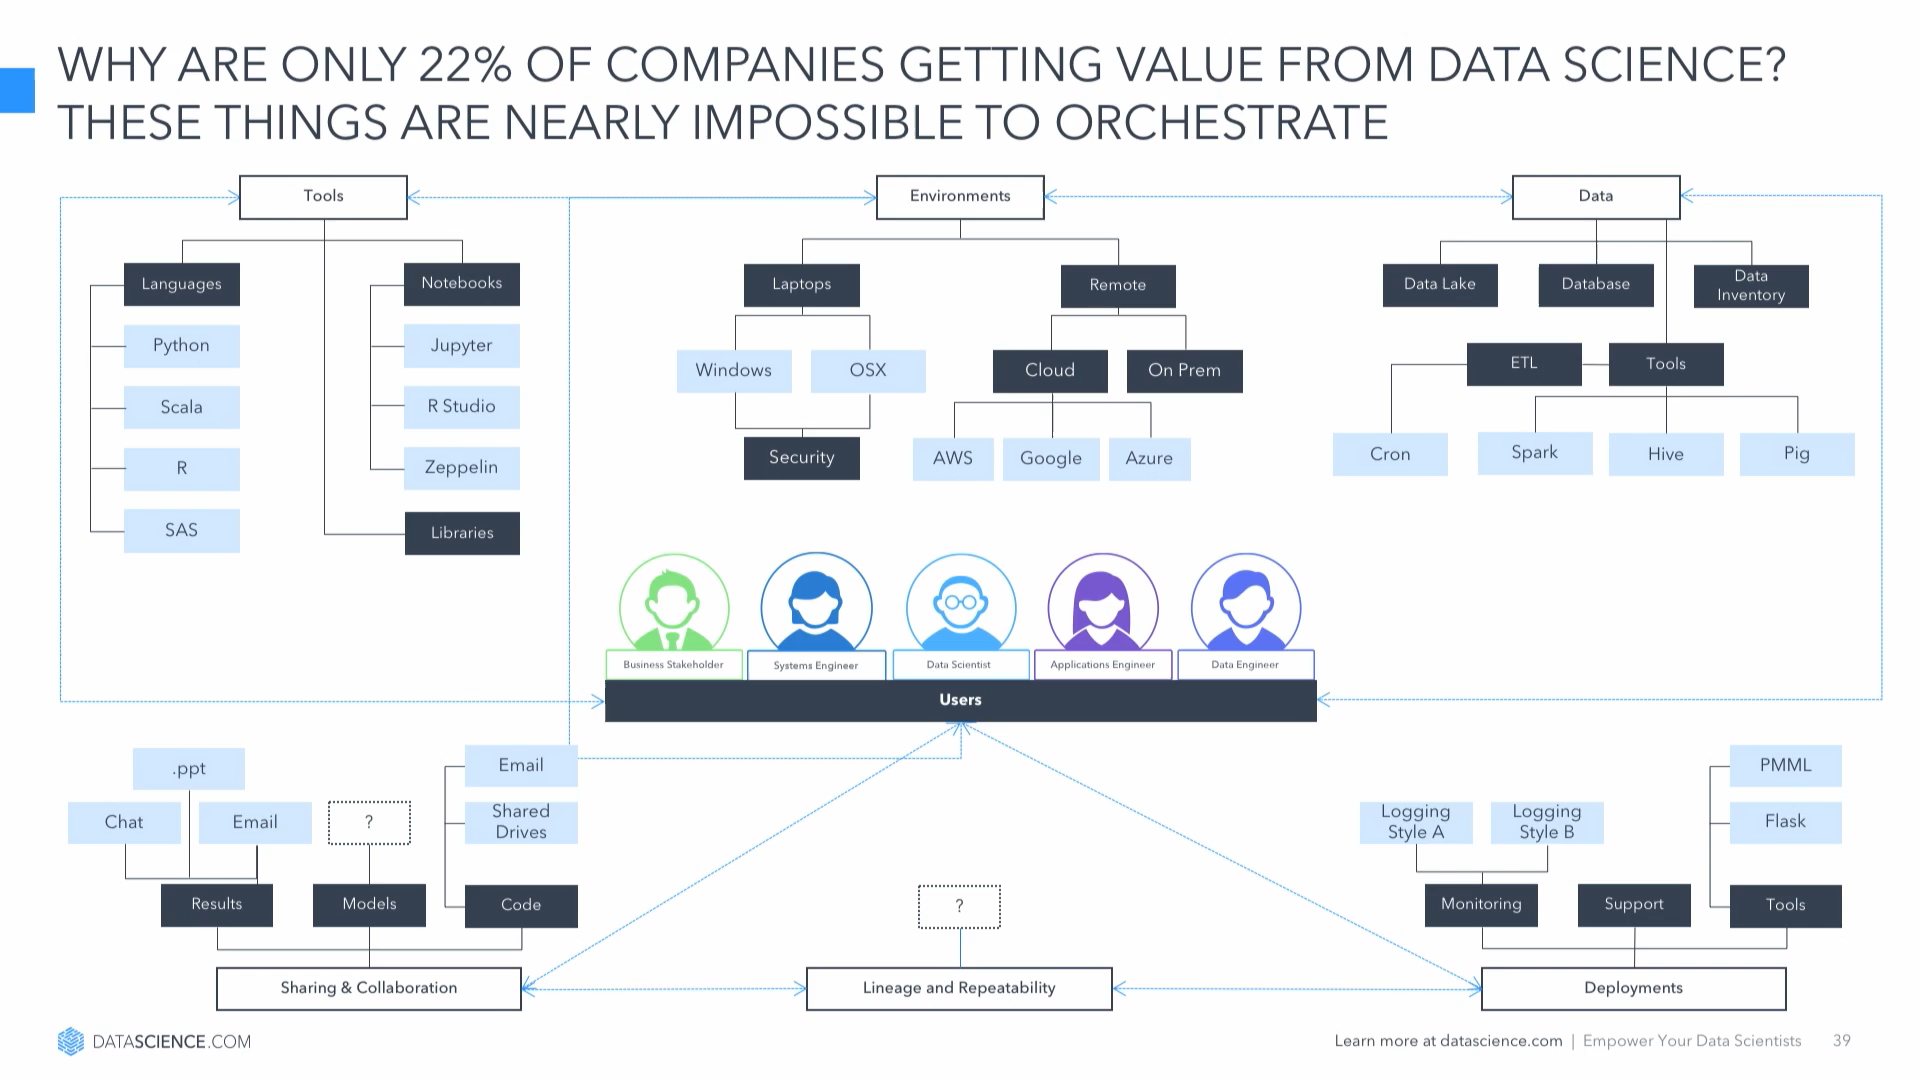 WHY ARE ONLY 22% OF COMPANIES GETTING VALUE FROM DATA SCIENCE?
THESE THINGS ARE NEARLY IMPOSSIBLE TO ORCHESTRATE
Tools
Environments
Data
Languages
Python
Scala
R
SAS
Notebooks
Jupyter
R Studio
Zeppelin
Libraries
Laptops
Windows
OSX
Security
Remote
Cloud
On Prem
AWS
Google
Azure
Data Lake
Database
Data
Inventory
ETL
Tools
Cron
Spark
Hive
Pig
Business Stakeholder
Systems Engineer
Data Scientist
Applications Engineer
Data Engineer
Users
.ppt
Chat
Email
?
Email
Shared
Drives
Results
Models
Code
Sharing & Collaboration
?
Lineage and Repeatability
Logging
Style A
Logging
Style B
PMML
Flask
Monitoring
Support
Tools
Deployments
DATASCIENCE.COM
Learn more at datascience.com | Empower Your Data Scientists 39